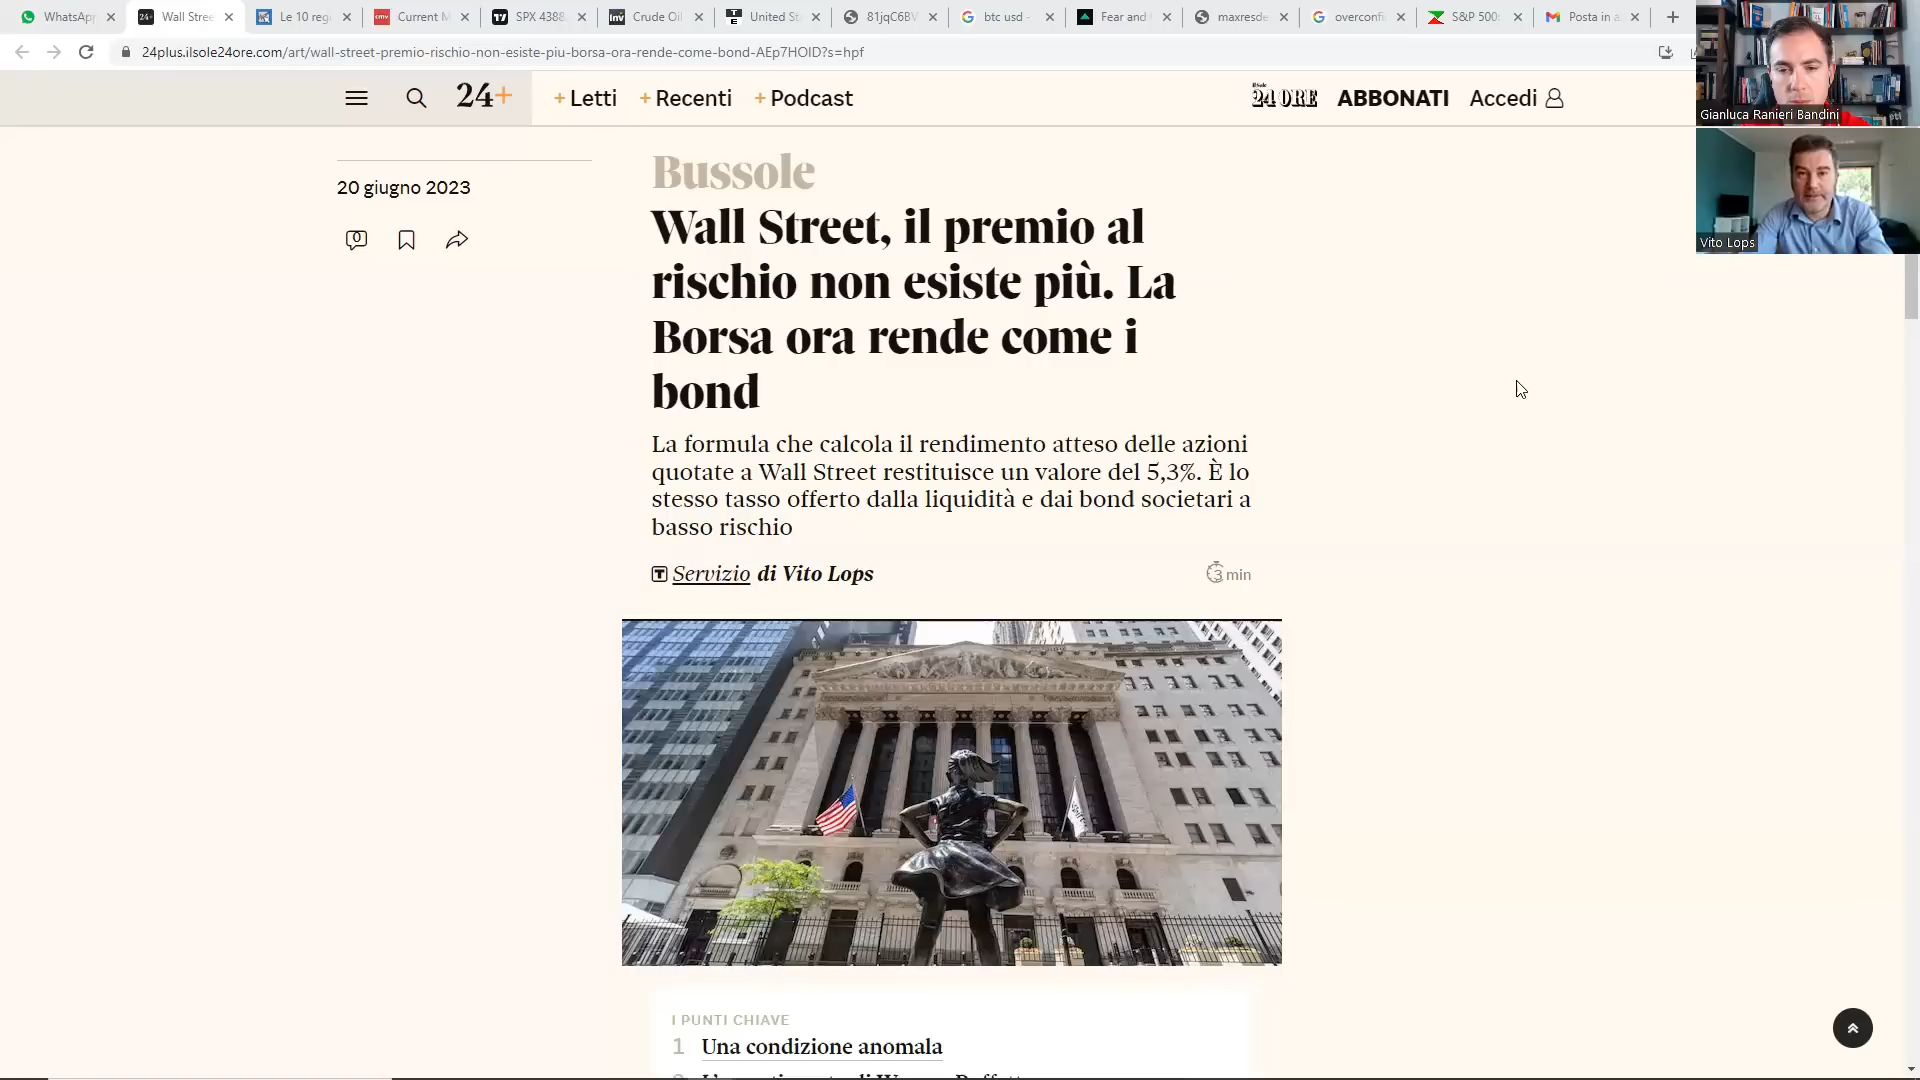 WhatsApp
Wall Stree
Le 10 reg
Current M
SPX 4388.
Crude Oil
United St
81jqC6BV
btc usd -
Fear and
maxresde
overconfi
S&P 500:
Posta in a
24plus.ilsole24ore.com/art/wall-street-premio-rischio-non-esiste-piu-borsa-ora-rende-come-bond-AEp7HOID?s=hpf
24+
+ Letti
+ Recenti
+ Podcast
24 ORE
ABBONATI
Accedi
Gianluca Ranieri Bandini
Vito Lops
20 giugno 2023
0
Bussole
Wall Street, il premio al
rischio non esiste più. La
Borsa ora rende come i
bond
La formula che calcola il rendimento atteso delle azioni
quotate a Wall Street restituisce un valore del 5,3%. È lo
stesso tasso offerto dalla liquidità e dai bond societari a
basso rischio
Servizio di Vito Lops
3 min
I PUNTI CHIAVE
1 Una condizione anomala